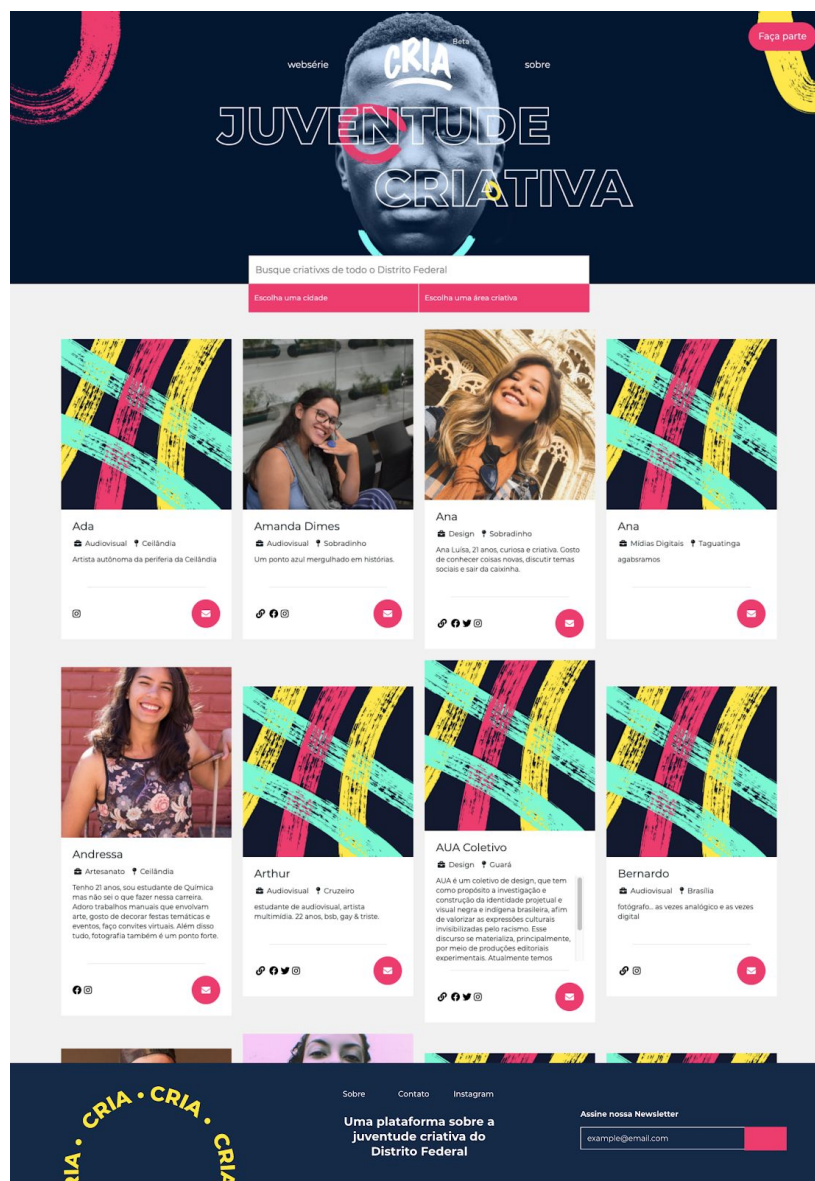 Faça parte
websérie
CRIA
Beta
sobre
JUVENTUDE
CRIATIVA
Busque criativxs de todo o Distrito Federal
Escolha uma cidade
Escolha uma área criativa
Ada
Audiovisual Ceilândia
Artista autônoma da periferia da Ceilândia
Amanda Dimes
Audiovisual Sobradinho
Um ponto azul mergulhado em histórias.
Ana
Design Sobradinho
Ana Luísa, 21 anos, curiosa e criativa. Gosto
de conhecer coisas novas, discutir temas
sociais e sair da caixinha.
Ana
Mídias Digitais Taguatinga
agabsramos
Andressa
Artesanato Ceilândia
Tenho 21 anos, sou estudante de Química
mas não sei o que fazer nessa carreira.
Adoro trabalhos manuais que envolvam
arte, gosto de decorar festas temáticas e
eventos, faço convites virtuais. Além disso
tudo, fotografia também é um ponto forte.
Arthur
Audiovisual Cruzeiro
estudante de audiovisual, artista
multimídia. 22 anos, bsb, gay & triste.
AUA Coletivo
Design Guará
AUA é um coletivo de design, que tem
como propósito a investigação e
construção da identidade projetual e
visual negra e indígena brasileira, afim
de valorizar as expressões culturais
invisibilizadas pelo racismo. Esse
discurso se materializa, principalmente,
por meio de produções editoriais
experimentais. Atualmente temos
Bernardo
Audiovisual Brasília
fotógrafo... as vezes analógico e as vezes
digital
CRIA • CRIA • CRIA
RIA •
Sobre
Contato
Instagram
Uma plataforma sobre a
juventude criativa do
Distrito Federal
Assine nossa Newsletter
example@email.com